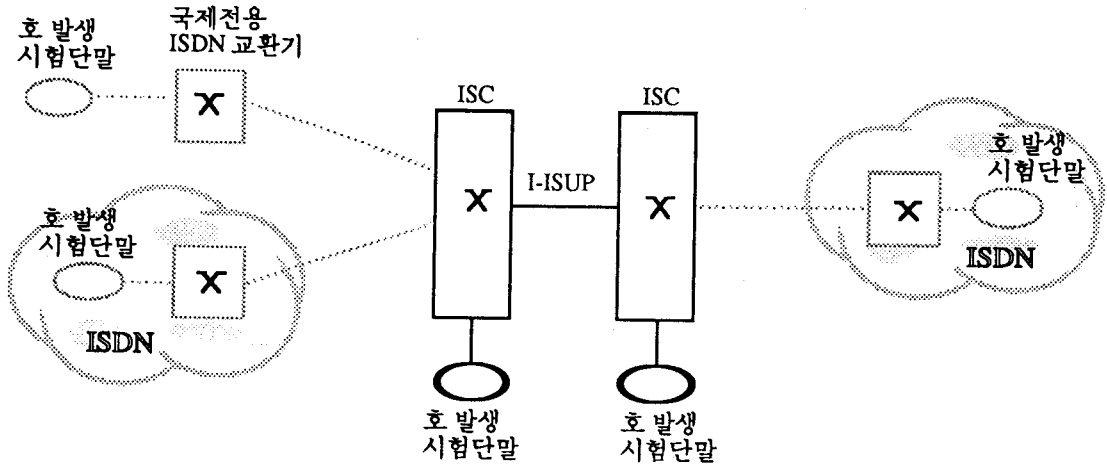 호 발생
시험단말
국제전용
ISDN 교환기
ISC
ISC
I-ISUP
호 발생
시험단말
ISDN
호 발생
시험단말
ISDN
호 발생
시험단말
호 발생
시험단말